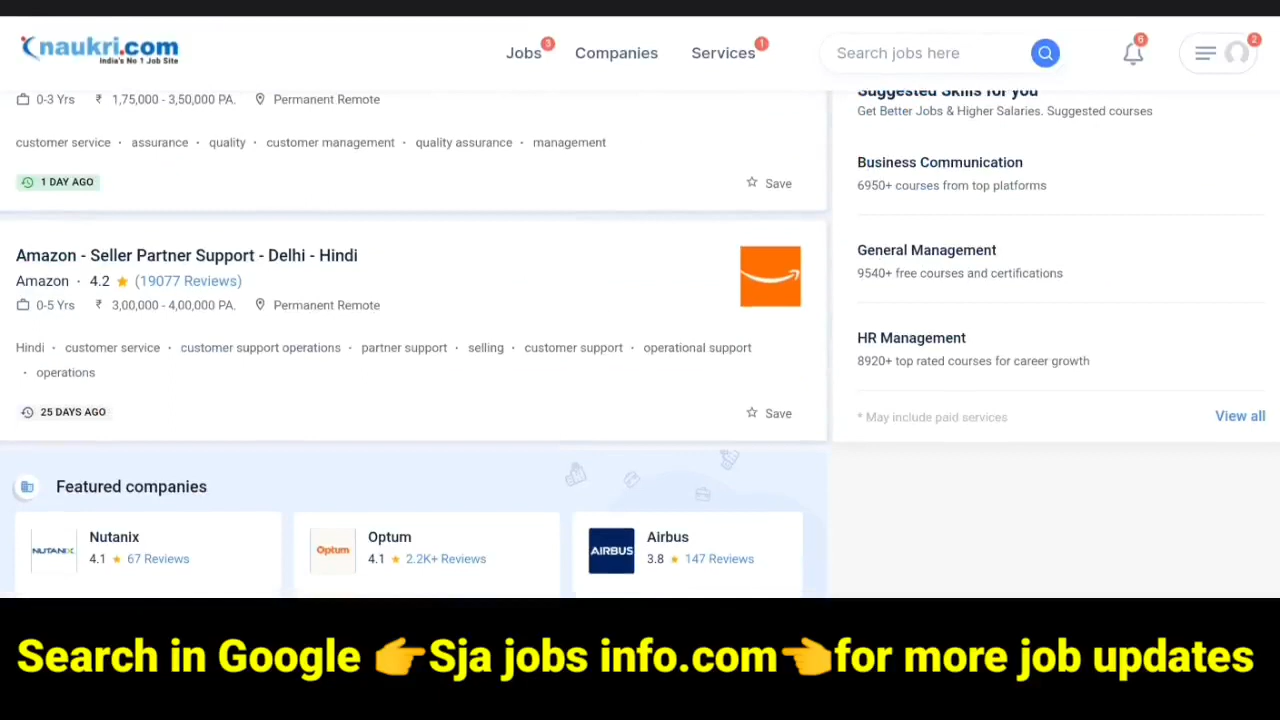 naukri.com
India's No 1 Job Site
Jobs 3 Companies Services 1 Search jobs here 6 2
0-3 Yrs ₹ 1,75,000 - 3,50,000 PA. Permanent Remote
customer service · assurance · quality · customer management · quality assurance · management
1 DAY AGO Save
Amazon - Seller Partner Support - Delhi - Hindi
Amazon · 4.2 ★ (19077 Reviews)
0-5 Yrs ₹ 3,00,000 - 4,00,000 PA. Permanent Remote
Hindi · customer service · customer support operations · partner support · selling · customer support · operational support
· operations
25 DAYS AGO Save
Suggested Skills for you
Get Better Jobs & Higher Salaries. Suggested courses
Business Communication
6950+ courses from top platforms
General Management
9540+ free courses and certifications
HR Management
8920+ top rated courses for career growth
* May include paid services View all
Featured companies
NUTANIX
Nutanix
4.1 ★ 67 Reviews
Optum
Optum
4.1 ★ 2.2K+ Reviews
AIRBUS
Airbus
3.8 ★ 147 Reviews
Search in Google 👉Sja jobs info.com👈for more job updates